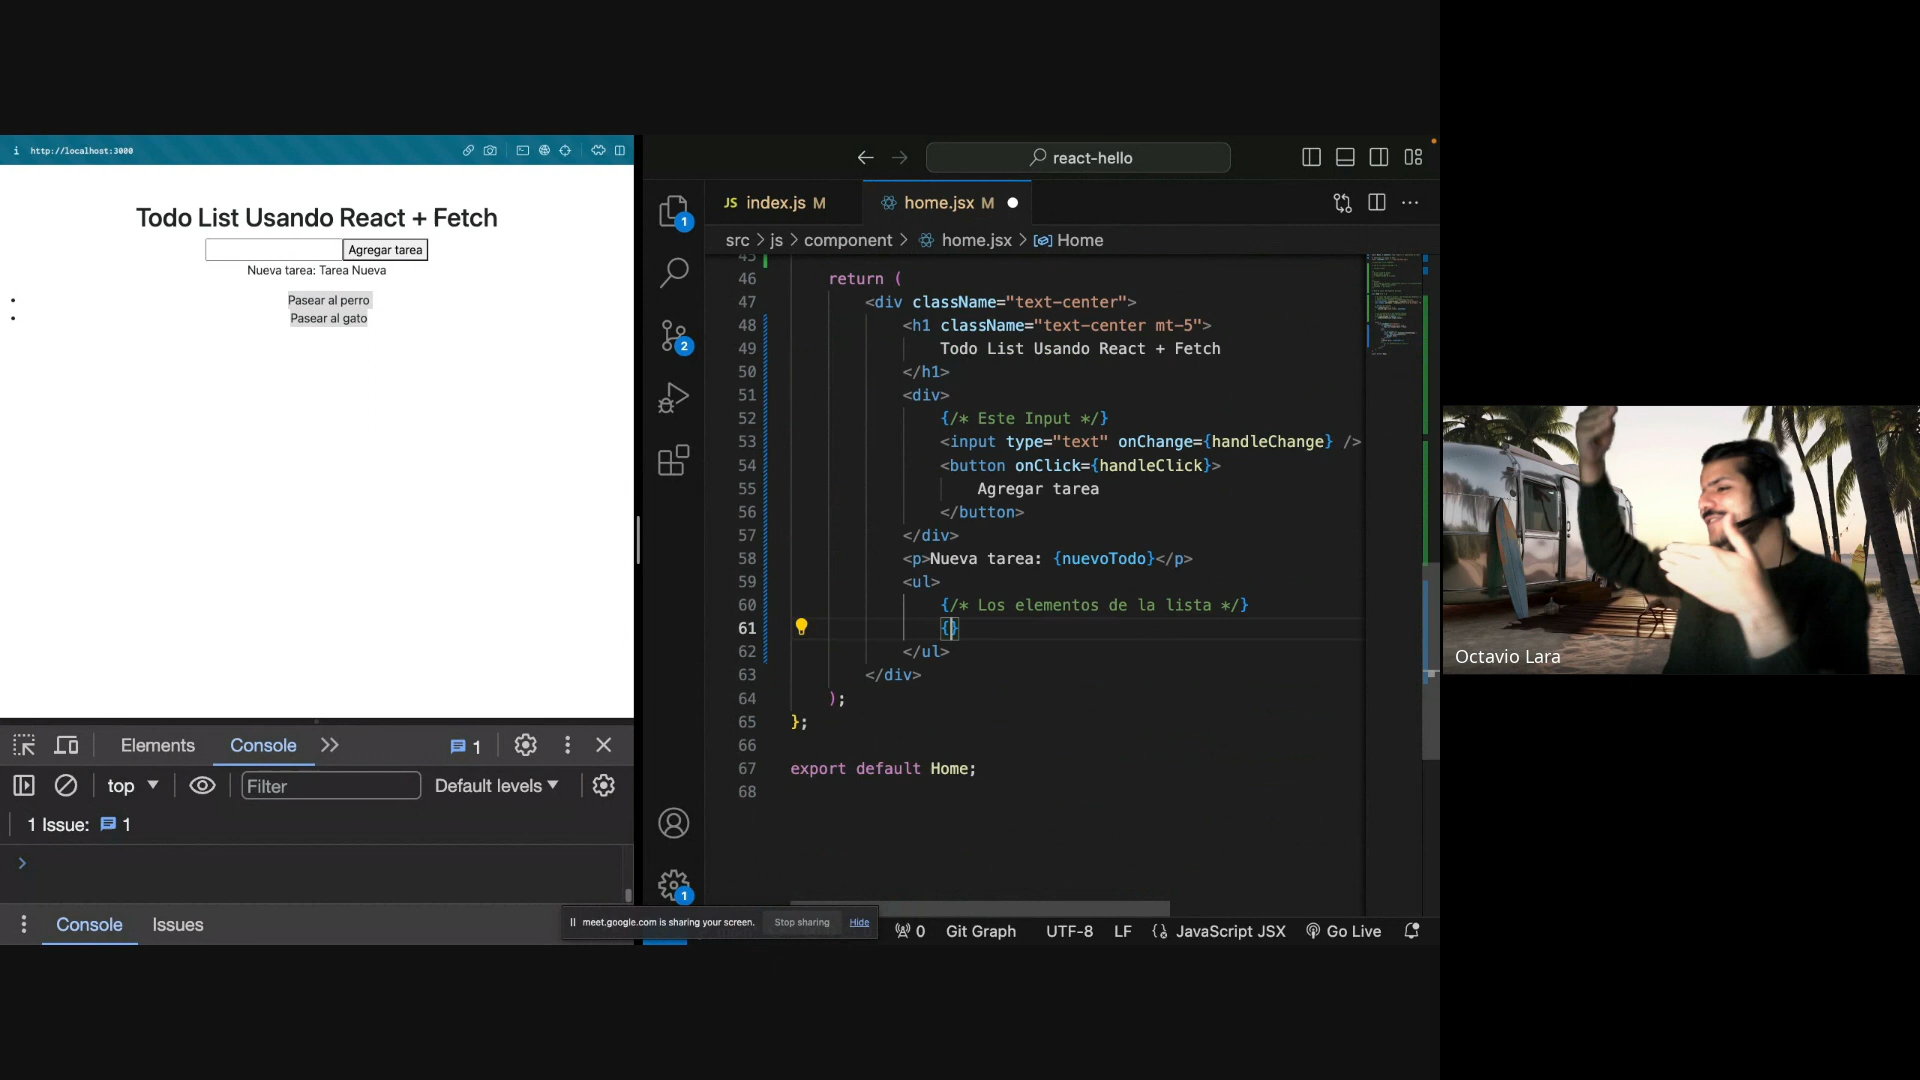 http://localhost:3000
Todo List Usando React + Fetch
Agregar tarea
Nueva tarea: Tarea Nueva
Pasear al perro
Pasear al gato
Elements
Console
1
top
Filter
Default levels
1 Issue: 1
Console
Issues
meet.google.com is sharing your screen.
Stop sharing
Hide
react-hello
JS index.js M
home.jsx M
src > js > component > home.jsx > Home
1
2
1
45
46 return (
47 <div className="text-center">
48 <h1 className="text-center mt-5">
49 Todo List Usando React + Fetch
50 </h1>
51 <div>
52 {/* Este Input */}
53 <input type="text" onChange={handleChange} />
54 <button onClick={handleClick}>
55 Agregar tarea
56 </button>
57 </div>
58 <p>Nueva tarea: {nuevoTodo}</p>
59 <ul>
60 {/* Los elementos de la lista */}
61 {}
62 </ul>
63 </div>
64 );
65 };
66
67 export default Home;
68
0
Git Graph
UTF-8
LF
JavaScript JSX
Go Live
Octavio Lara